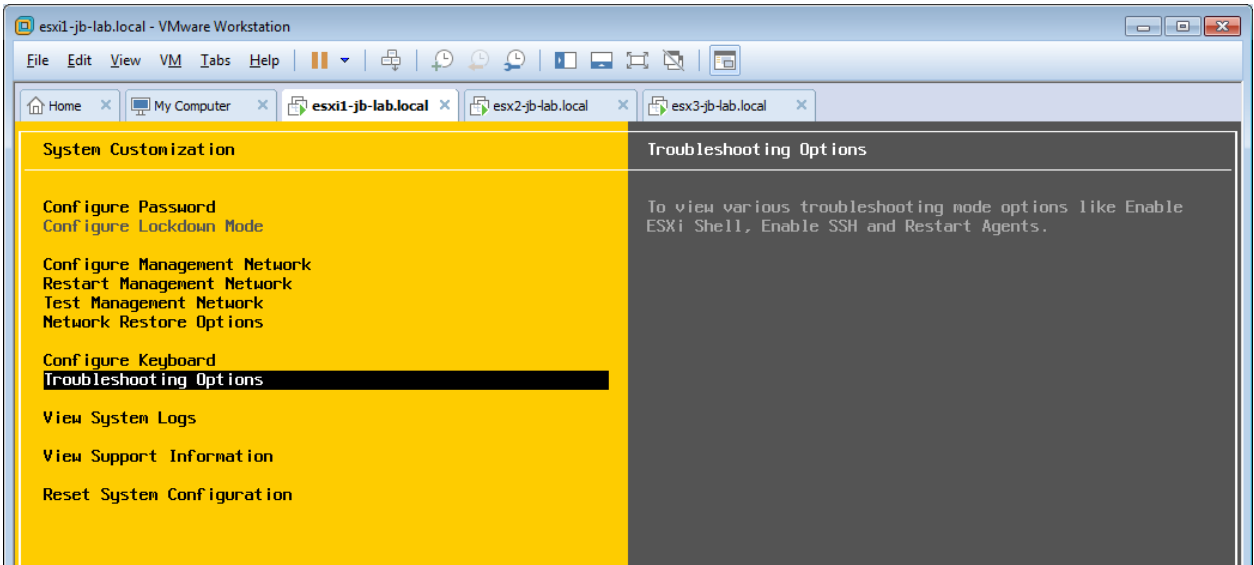 esxi1-jb-lab.local - VMware Workstation
File Edit View VM Tabs Help
Home My Computer esxi1-jb-lab.local esx2-jb-lab.local esx3-jb-lab.local
System Customization
Configure Password
Configure Lockdown Mode
Configure Management Network
Restart Management Network
Test Management Network
Network Restore Options
Configure Keyboard
Troubleshooting Options
View System Logs
View Support Information
Reset System Configuration
Troubleshooting Options
To view various troubleshooting mode options like Enable
ESXi Shell, Enable SSH and Restart Agents.